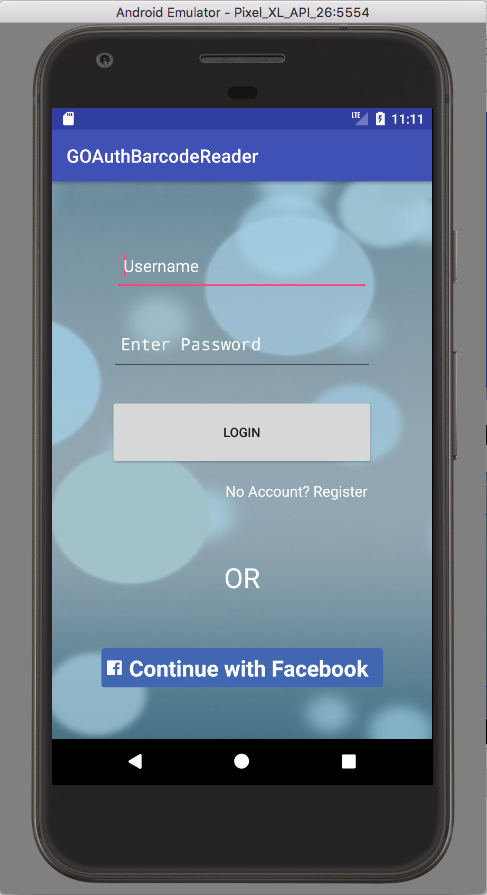 Android Emulator - Pixel_XL_API_26:5554
LTE 11:11
GOAuthBarcodeReader
Username
Enter Password
LOGIN
No Account? Register
OR
Continue with Facebook